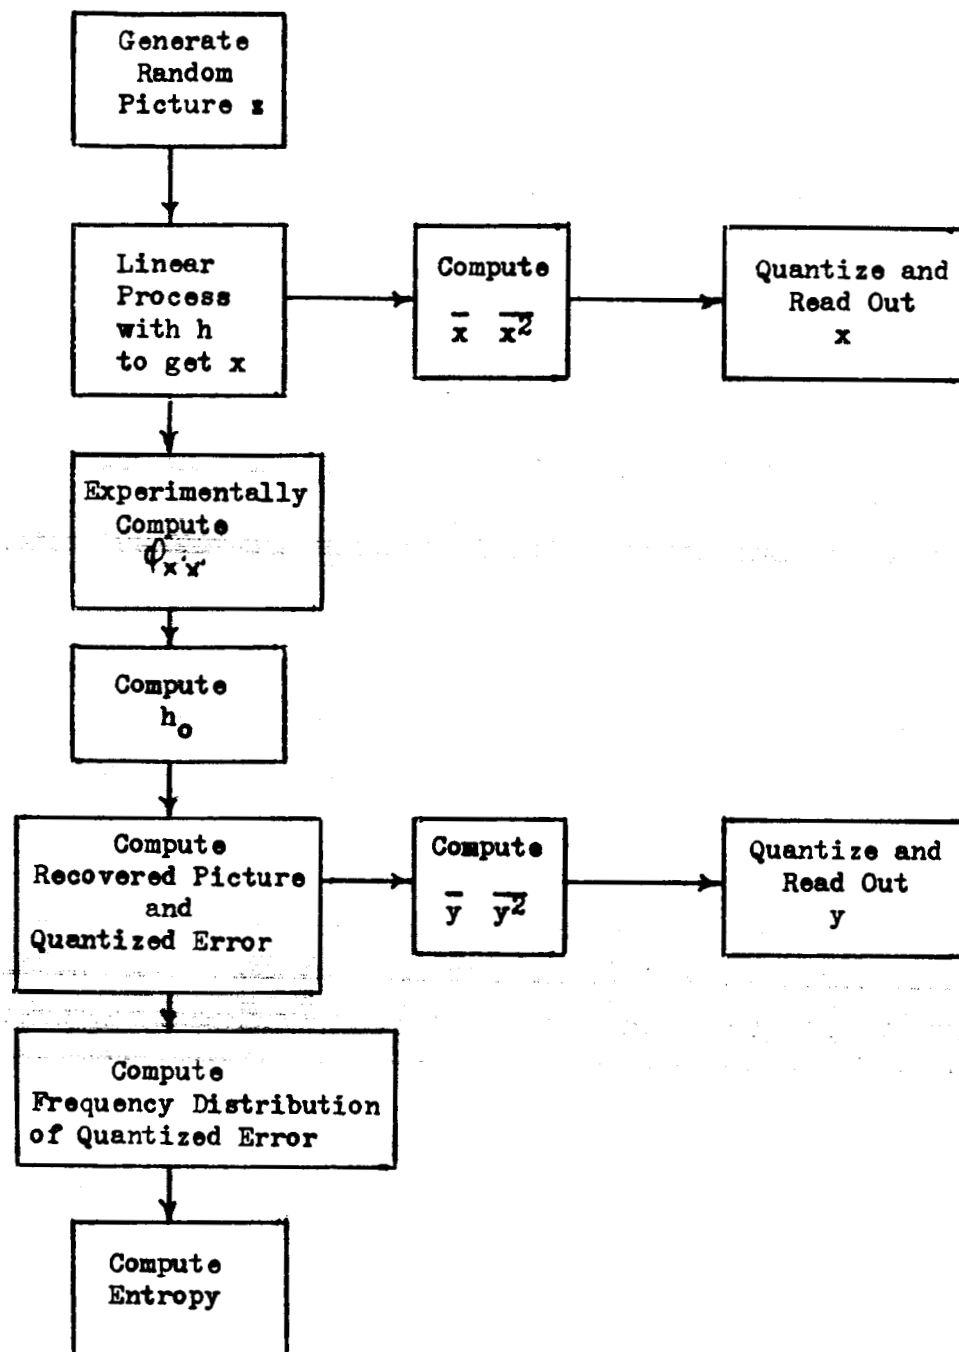 Generate
Random
Picture z
Linear
Process
with h
to get x
Compute
x̅ x̅²̅
Quantize and
Read Out
x
Experimentally
Compute
φx'x'
Compute
h₀
Compute
Recovered Picture
and
Quantized Error
Compute
y̅ y̅²̅
Quantize and
Read Out
y
Compute
Frequency Distribution
of Quantized Error
Compute
Entropy